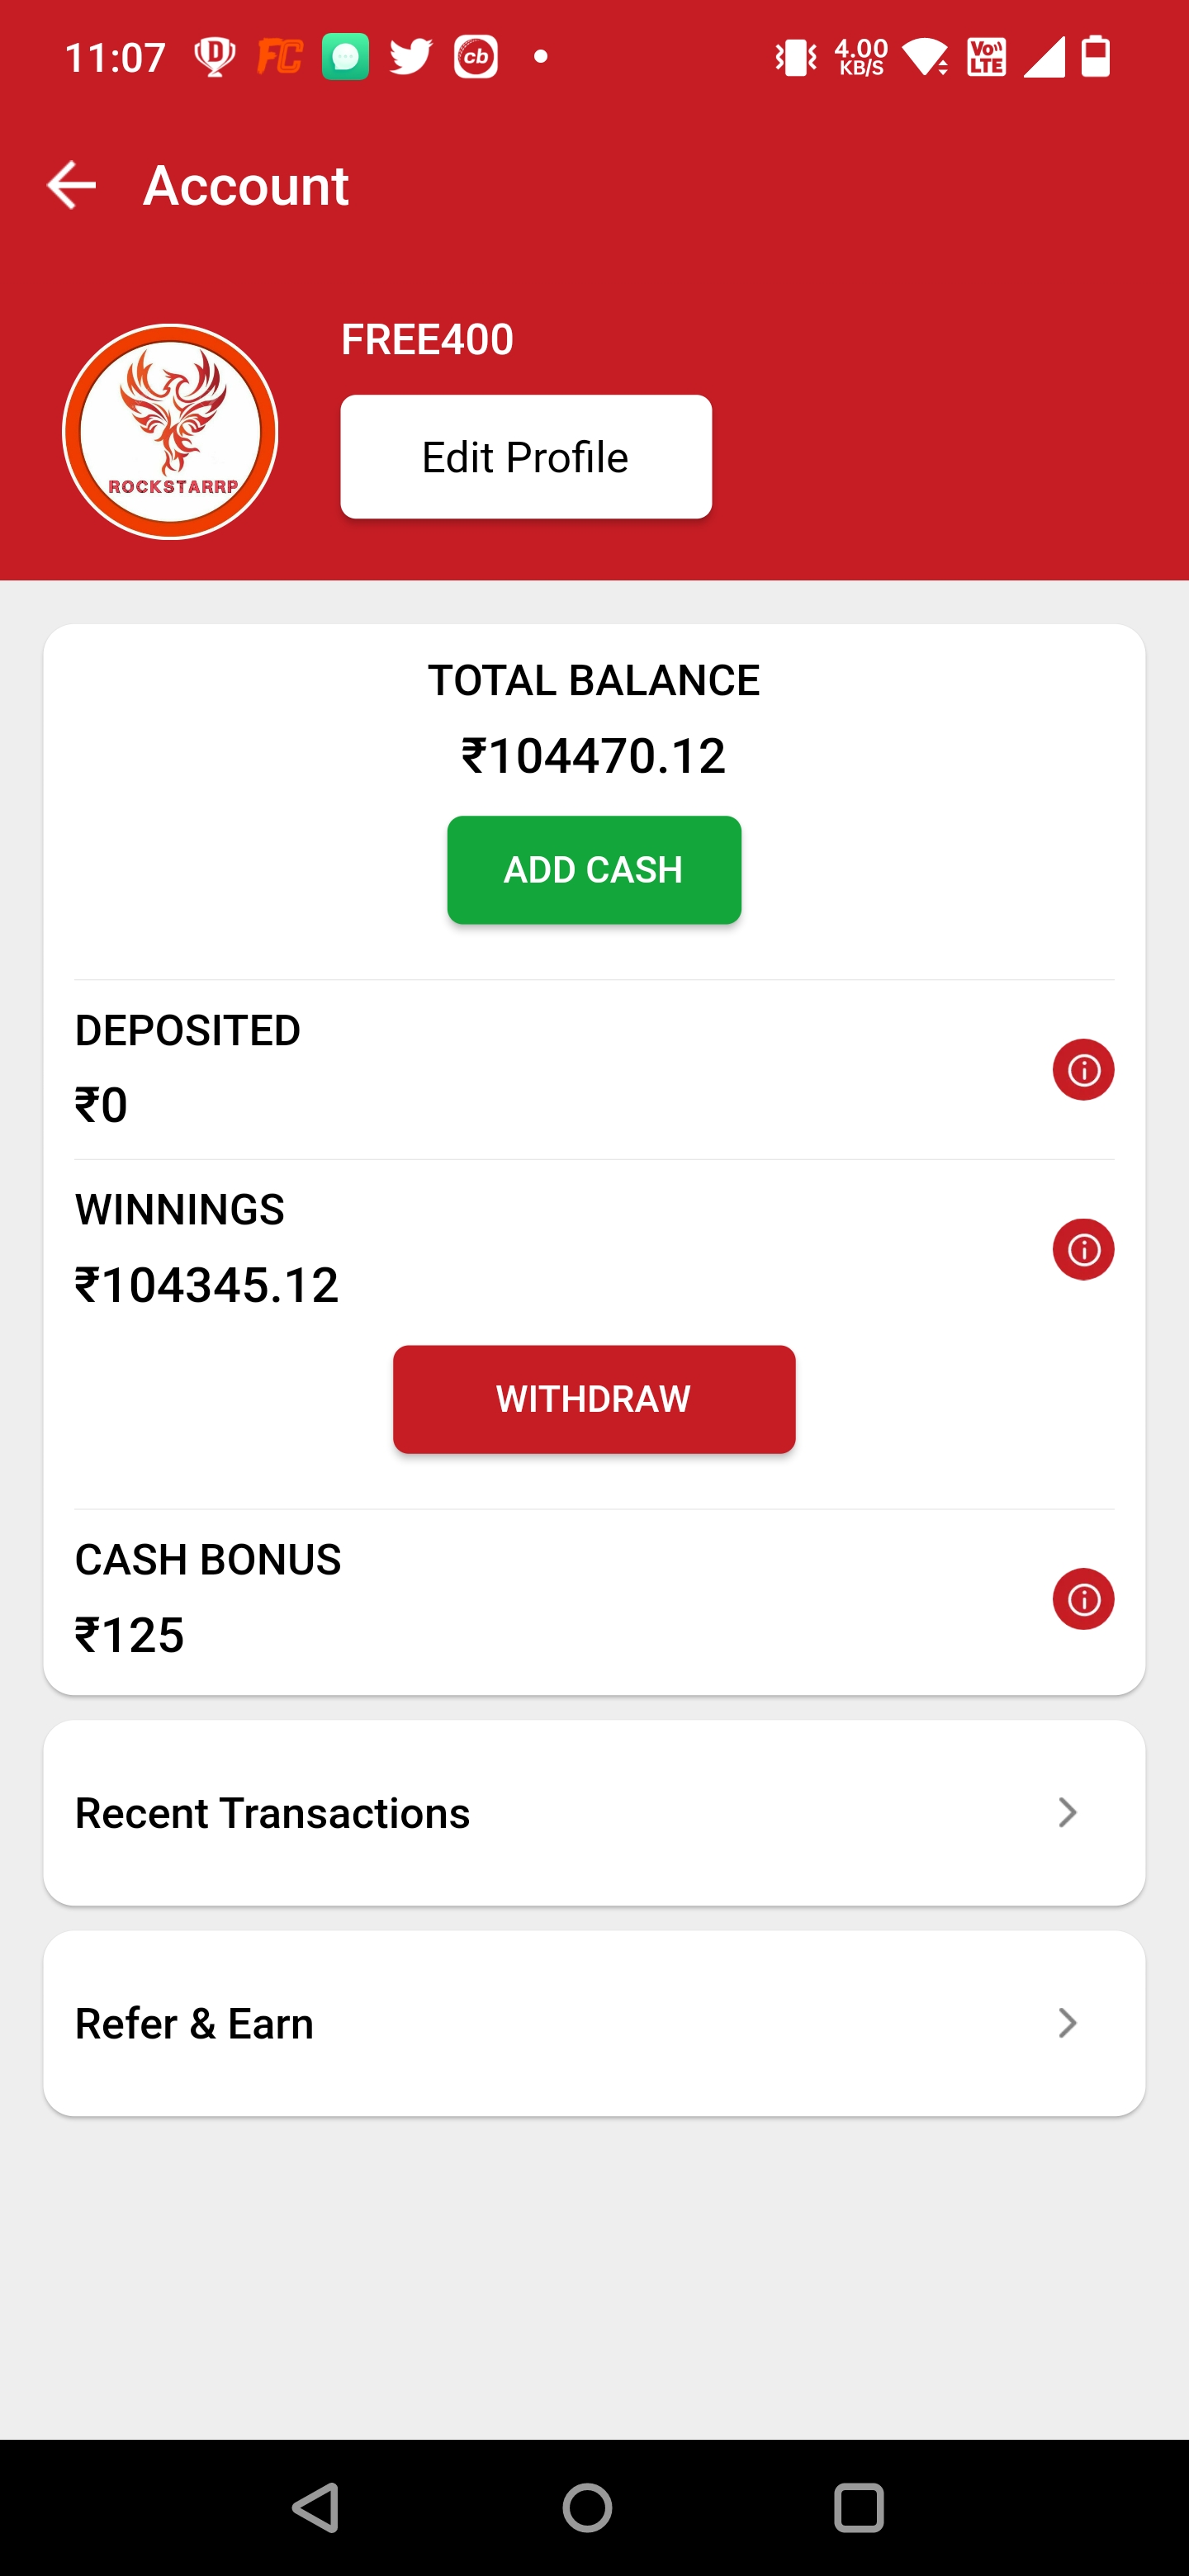 11:07
D
FC
cb
4.00
KB/S
Vo
LTE
Account
FREE400
ROCKSTARRP
Edit Profile
TOTAL BALANCE
₹104470.12
ADD CASH
DEPOSITED
₹0
WINNINGS
₹104345.12
WITHDRAW
CASH BONUS
₹125
Recent Transactions
Refer & Earn